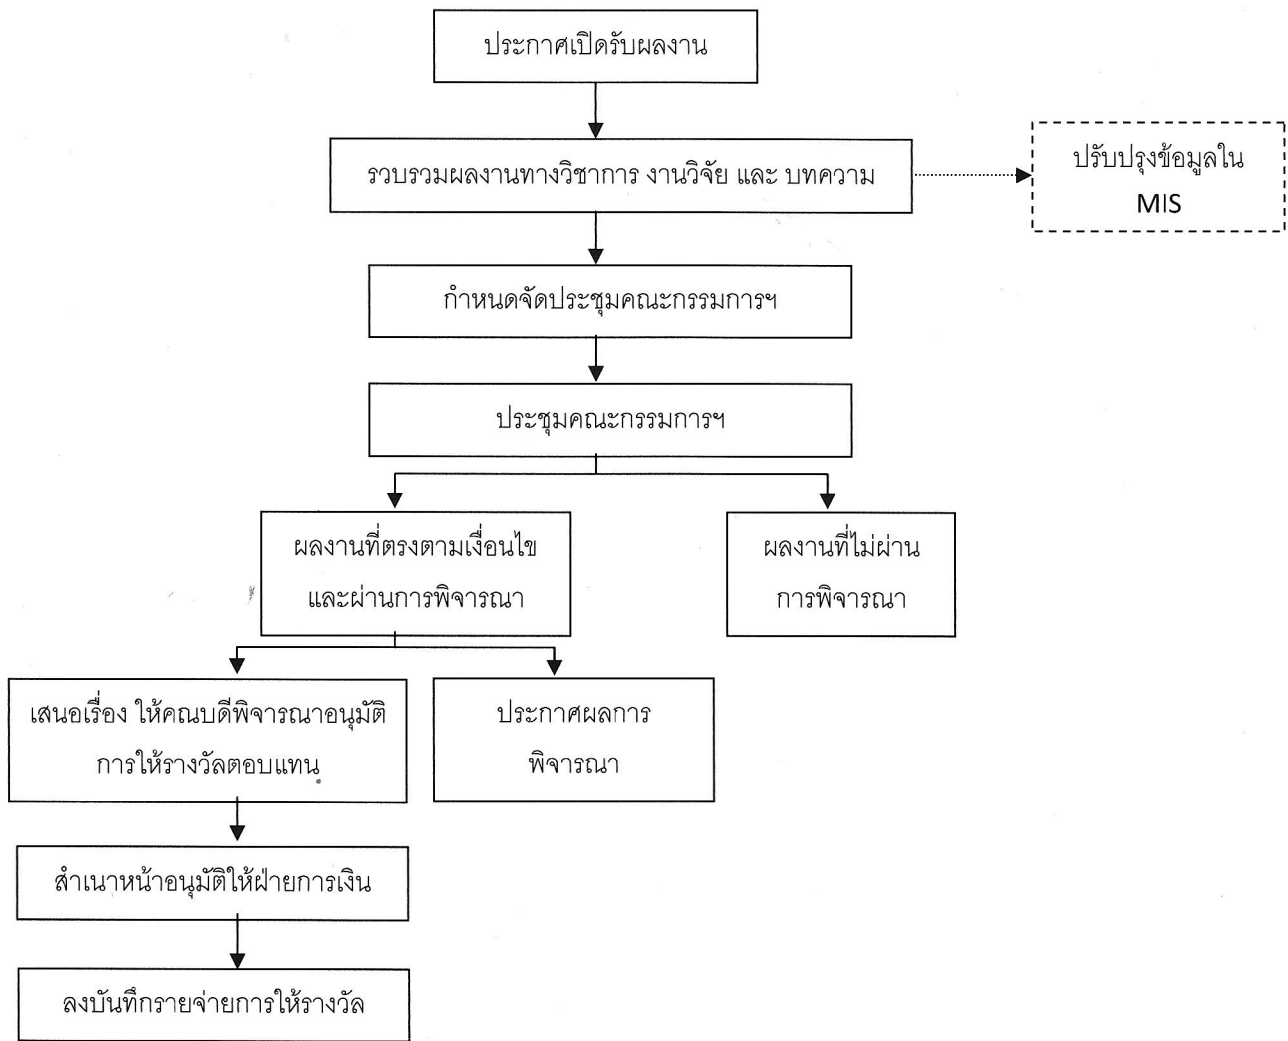 ประกาศเปิดรับผลงาน
รวบรวมผลงานทางวิชาการ งานวิจัย และ บทความ
ปรับปรุงข้อมูลใน
MIS
กำหนดจัดประชุมคณะกรรมการฯ
ประชุมคณะกรรมการฯ
ผลงานที่ตรงตามเงื่อนไข
และผ่านการพิจารณา
ผลงานที่ไม่ผ่าน
การพิจารณา
เสนอเรื่อง ให้คณบดีพิจารณาอนุมัติ
การให้รางวัลตอบแทน
ประกาศผลการ
พิจารณา
สำเนาหน้าอนุมัติให้ฝ่ายการเงิน
ลงบันทึกรายจ่ายการให้รางวัล